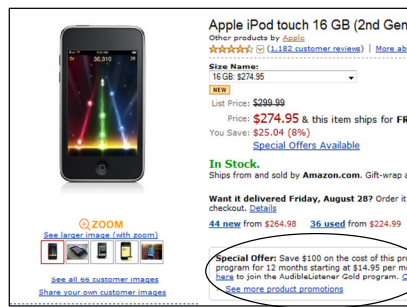 Apple iPod touch 16 GB (2nd Gen
Other products by Apple
(1,182 customer reviews) | More ab
Size Name:
16 GB: $274.95
NEW
List Price: $299.99
Price: $274.95 & this item ships for FR
You Save: $25.04 (8%)
Special Offers Available
In Stock.
Ships from and sold by Amazon.com. Gift-wrap a
Want it delivered Friday, August 28? Order it
checkout. Details
44 new from $264.98 36 used from $224.99
ZOOM
See larger image (with zoom)
See all 66 customer images
Share your own customer images
Special Offer: Save $100 on the cost of this pro
program for 12 months starting at $14.95 per mo
here to join the AudibleListener Gold program.
See more product promotions